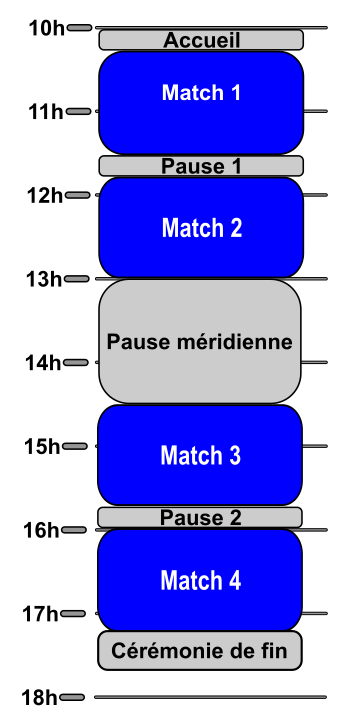 10h
Accueil
Match 1
11h
Pause 1
12h
Match 2
13h
Pause méridienne
14h
15h
Match 3
Pause 2
16h
Match 4
17h
Cérémonie de fin
18h